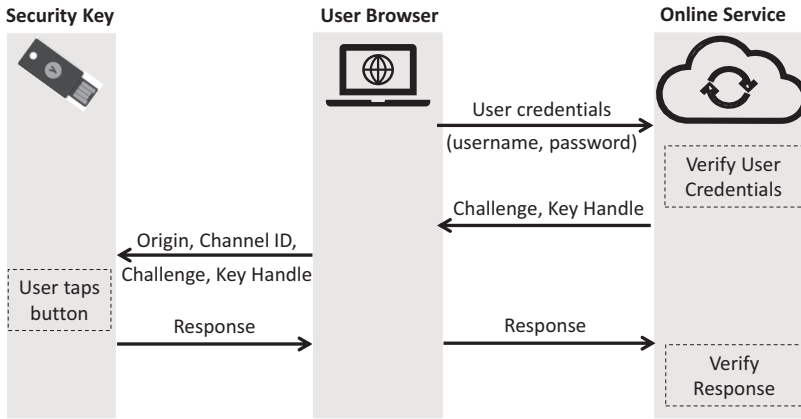 Security Key
User Browser
Online Service
User credentials
(username, password)
Verify User
Credentials
Challenge, Key Handle
Origin, Channel ID,
Challenge, Key Handle
User taps
button
Response
Response
Verify
Response